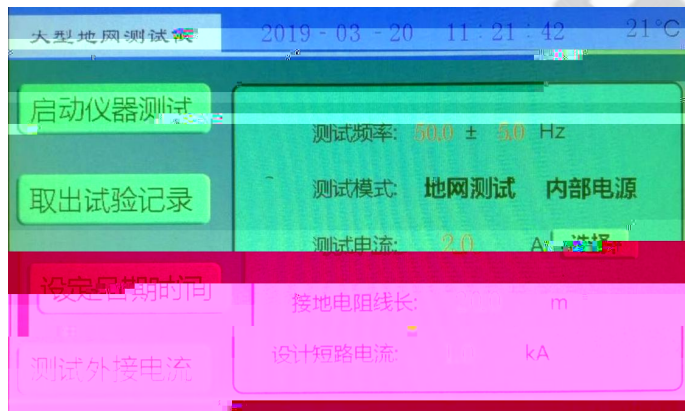 大型地网测试仪 2019-03-20 11:21:42 21°C
启动仪器测试
测试频率: 50.0 ± 5.0 Hz
取出试验记录
测试模式: 地网测试 内部电源
测试电流: 2.0 A 选择
设定日期时间
接地电阻线长: m
设计短路电流: kA
测试外接电流